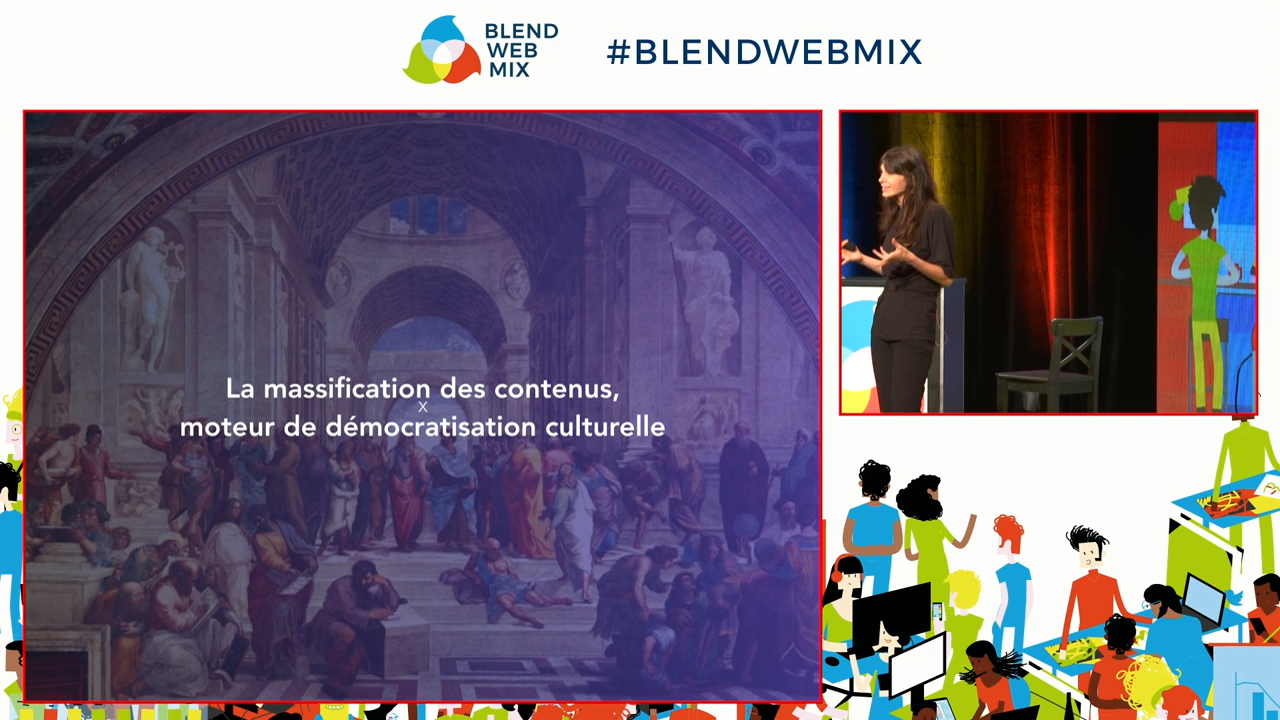 BLEND
WEB
MIX
#BLENDWEBMIX
La massification des contenus,
x
moteur de démocratisation culturelle